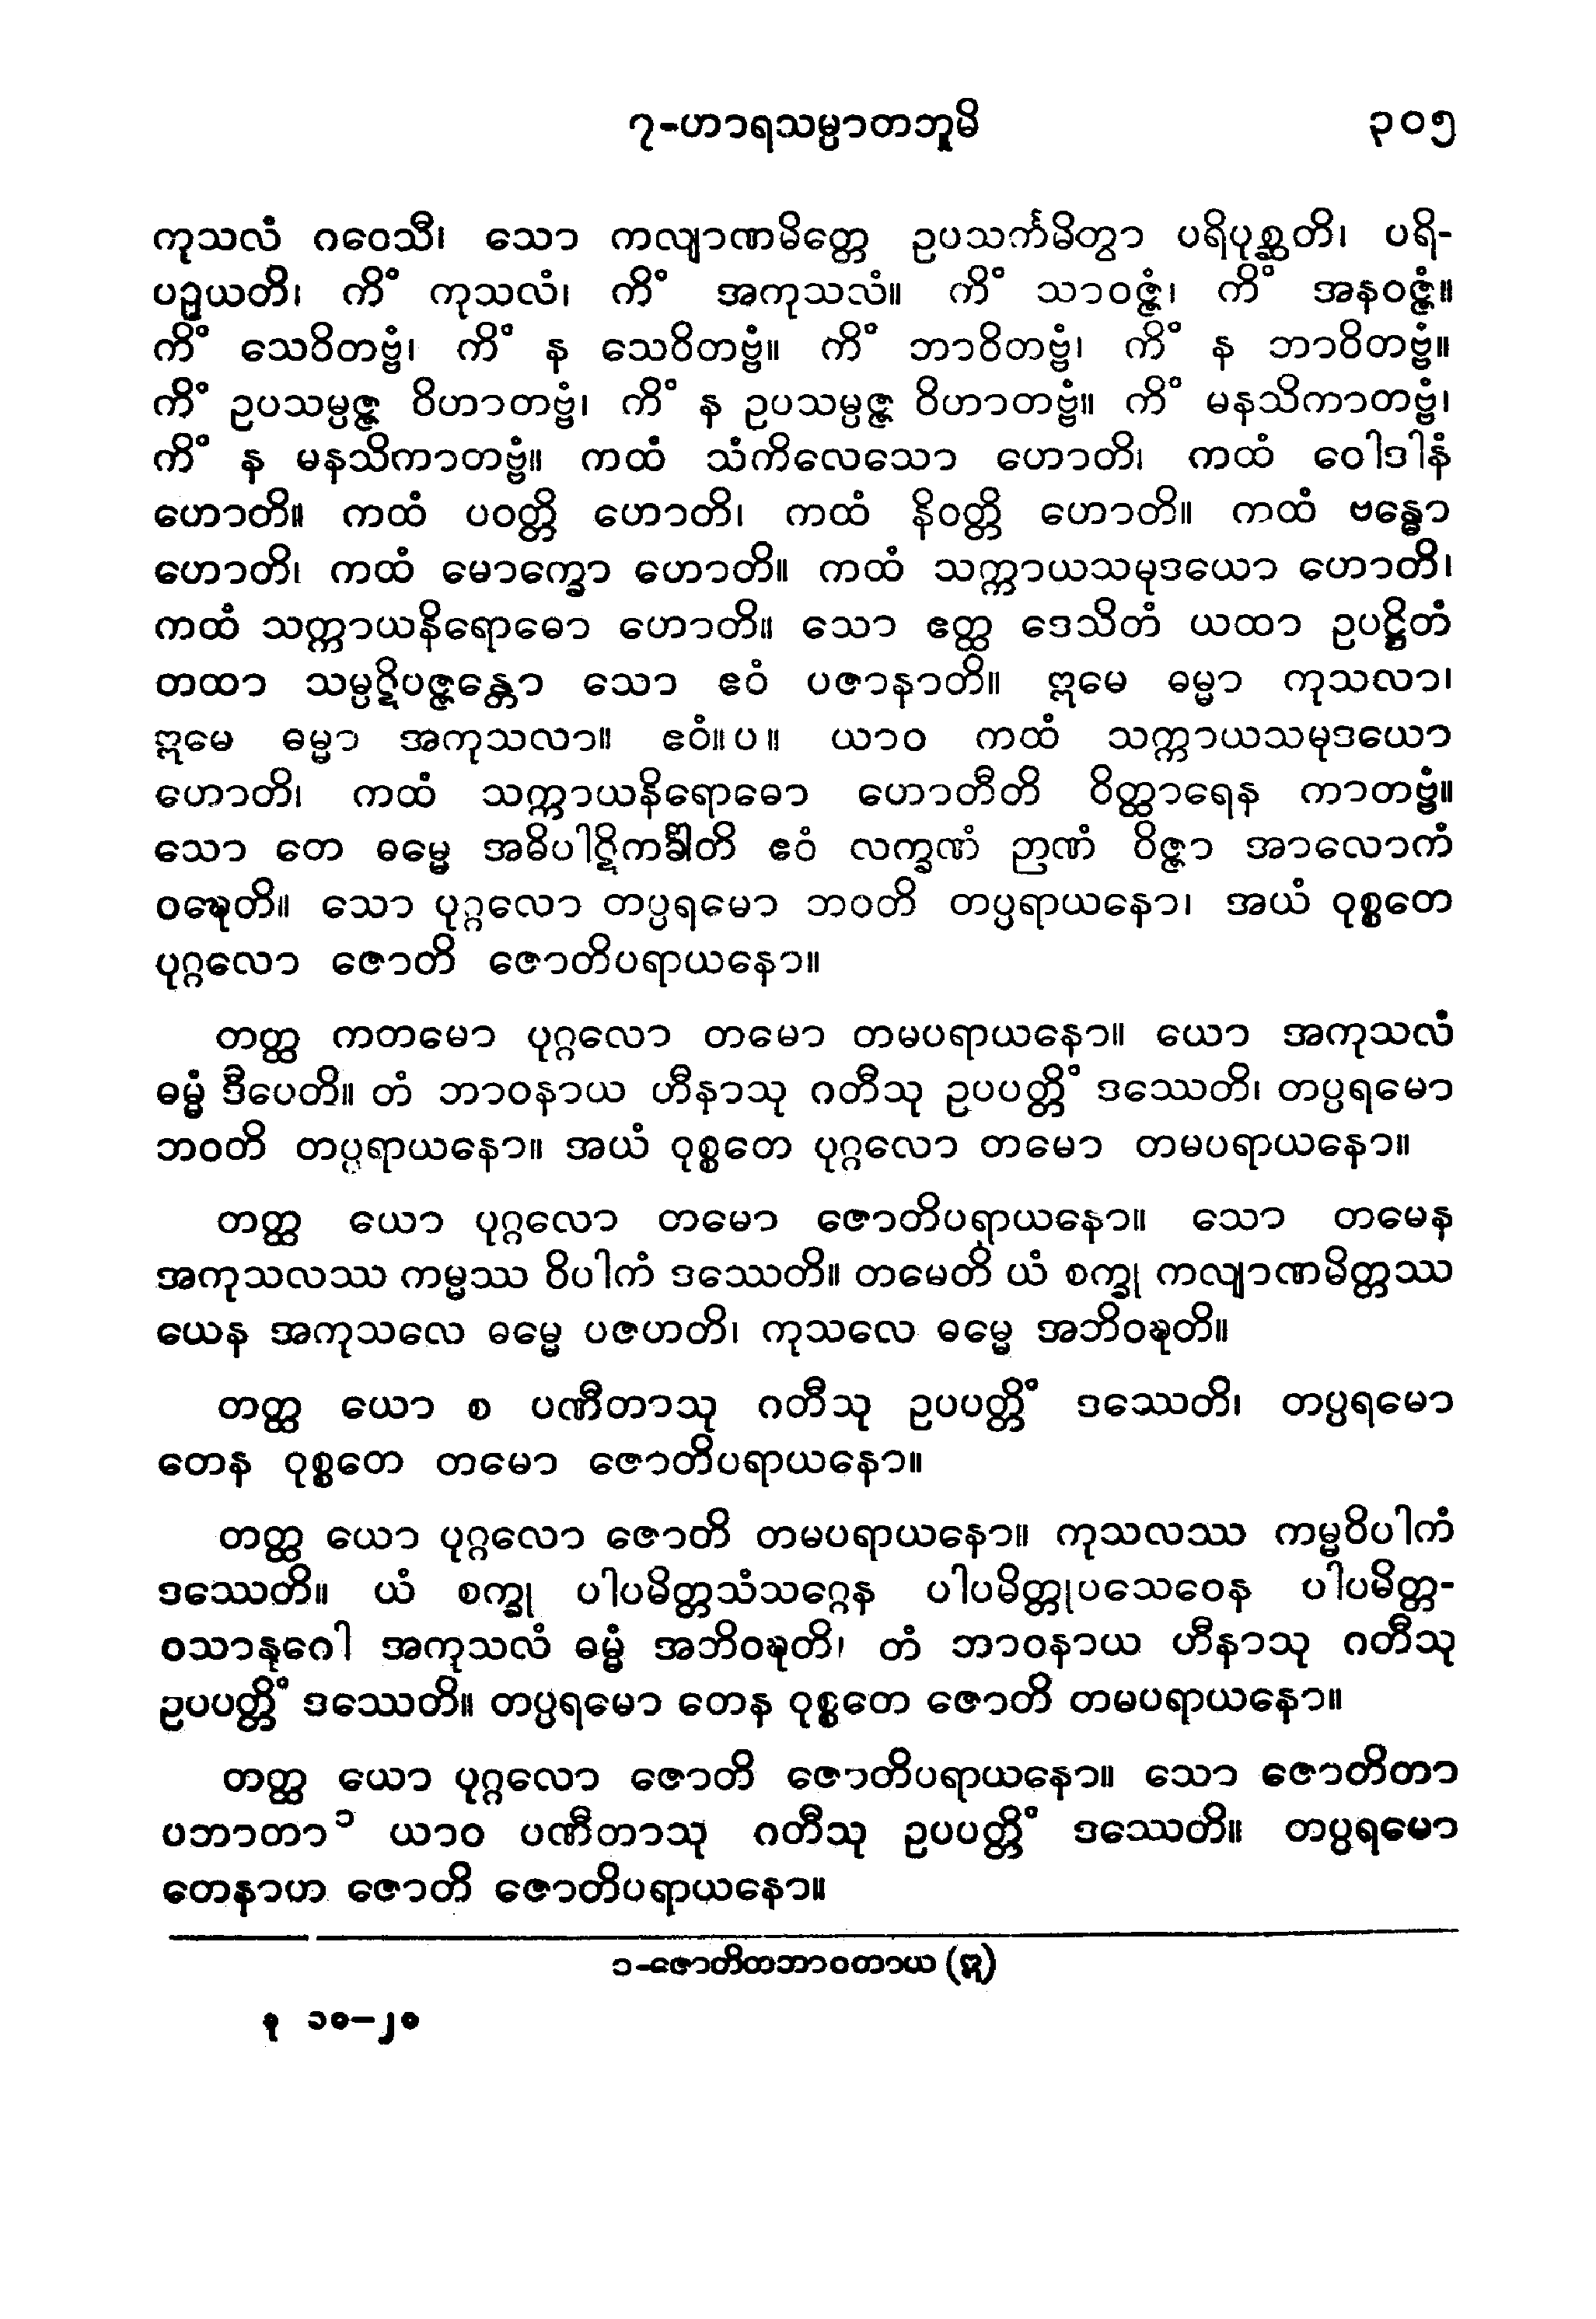 ၇-ဟာရသမ္ပာတဘူမိ ၃၀၅
ကုသလံ ဂဝေသီ၊ သော ကလျာဏမိတ္တေ ဥပသင်္ကမိတွာ ပရိပုစ္ဆတိ၊ ပရိ-
ပဉ္စယတိ၊ ကိံ ကုသလံ၊ ကိံ အကုသလံ။ ကိံ သာဝဇ္ဇံ၊ ကိံ အနဝဇ္ဇံ။
ကိံ သေဝိတဗ္ဗံ၊ ကိံ န သေဝိတဗ္ဗံ။ ကိံ ဘာဝိတဗ္ဗံ၊ ကိံ န ဘာဝိတဗ္ဗံ။
ကိံ ဥပသမ္ပဇ္ဇ ဝိဟာတဗ္ဗံ၊ ကိံ န ဥပသမ္ပဇ္ဇ ဝိဟာတဗ္ဗံ။ ကိံ မနသိကာတဗ္ဗံ၊
ကိံ န မနသိကာတဗ္ဗံ။ ကထံ သံကိလေသော ဟောတိ၊ ကထံ ဝေါဒါနံ
ဟောတိ။ ကထံ ပဝတ္တိ ဟောတိ၊ ကထံ နိဝတ္တိ ဟောတိ။ ကထံ ဗန္ဓော
ဟောတိ၊ ကထံ မောက္ခော ဟောတိ။ ကထံ သက္ကာယသမုဒယော ဟောတိ၊
ကထံ သက္ကာယနိရောဓော ဟောတိ။ သော ဧတ္ထ ဒေသိတံ ယထာ ဥပဋ္ဌိတံ
တထာ သမ္ပဋိပဇ္ဇန္တော သော ဧဝံ ပဇာနာတိ။ ဣမေ ဓမ္မာ ကုသလာ၊
ဣမေ ဓမ္မာ အကုသလာ။ ဧဝံ။ပ။ ယာဝ ကထံ သက္ကာယသမုဒယော
ဟောတိ၊ ကထံ သက္ကာယနိရောဓော ဟောတီတိ ဝိတ္ထာရေန ကာတဗ္ဗံ။
သော တေ ဓမ္မေ အဓိပါဋိကင်္ခါတိ ဧဝံ လက္ခဏံ ဉာဏံ ဝိဇ္ဇာ အာလောကံ
ဝဍ္ဎေတိ။ သော ပုဂ္ဂလော တပ္ပရမော ဘဝတိ တပ္ပရာယနော၊ အယံ ဝုစ္စတေ
ပုဂ္ဂလော ဇောတိ ဇောတိပရာယနော။
တတ္ထ ကတမော ပုဂ္ဂလော တမော တမပရာယနော။ ယော အကုသလံ
ဓမ္မံ ဒီပေတိ။ တံ ဘာဝနာယ ဟီနာသု ဂတီသု ဥပပတ္တိံ ဒဿေတိ၊ တပ္ပရမော
ဘဝတိ တပ္ပရာယနော။ အယံ ဝုစ္စတေ ပုဂ္ဂလော တမော တမပရာယနော။
တတ္ထ ယော ပုဂ္ဂလော တမော ဇောတိပရာယနော။ သော တမေန
အကုသလဿ ကမ္မဿ ဝိပါကံ ဒဿေတိ။ တမေတိ ယံ စက္ခု ကလျာဏမိတ္တဿ
ယေန အကုသလေ ဓမ္မေ ပဇဟတိ၊ ကုသလေ ဓမ္မေ အဘိဝဍ္ဎတိ။
တတ္ထ ယော စ ပဏီတာသု ဂတီသု ဥပပတ္တိံ ဒဿေတိ၊ တပ္ပရမော
တေန ဝုစ္စတေ တမော ဇောတိပရာယနော။
တတ္ထ ယော ပုဂ္ဂလော ဇောတိ တမပရာယနော။ ကုသလဿ ကမ္မဝိပါကံ
ဒဿေတိ။ ယံ စက္ခု ပါပမိတ္တသံသဂ္ဂေန ပါပမိတ္တုပသေဝေန ပါပမိတ္တ-
ဝသာနုဂေါ အကုသလံ ဓမ္မံ အဘိဝဍ္ဎတိ၊ တံ ဘာဝနာယ ဟီနာသု ဂတီသု
ဥပပတ္တိံ ဒဿေတိ။ တပ္ပရမော တေန ဝုစ္စတေ ဇောတိ တမပရာယနော။
တတ္ထ ယော ပုဂ္ဂလော ဇောတိ ဇောတိပရာယနော။ သော ဇောတိတာ
ပဘာတာ ၁ ယာဝ ပဏီတာသု ဂတီသု ဥပပတ္တိံ ဒဿေတိ။ တပ္ပရမော
တေနာဟ ဇောတိ ဇောတိပရာယနော။
၁-ဇောတိတဘာဝတာယ (ဣ)
ခု ၁၀-၂၀